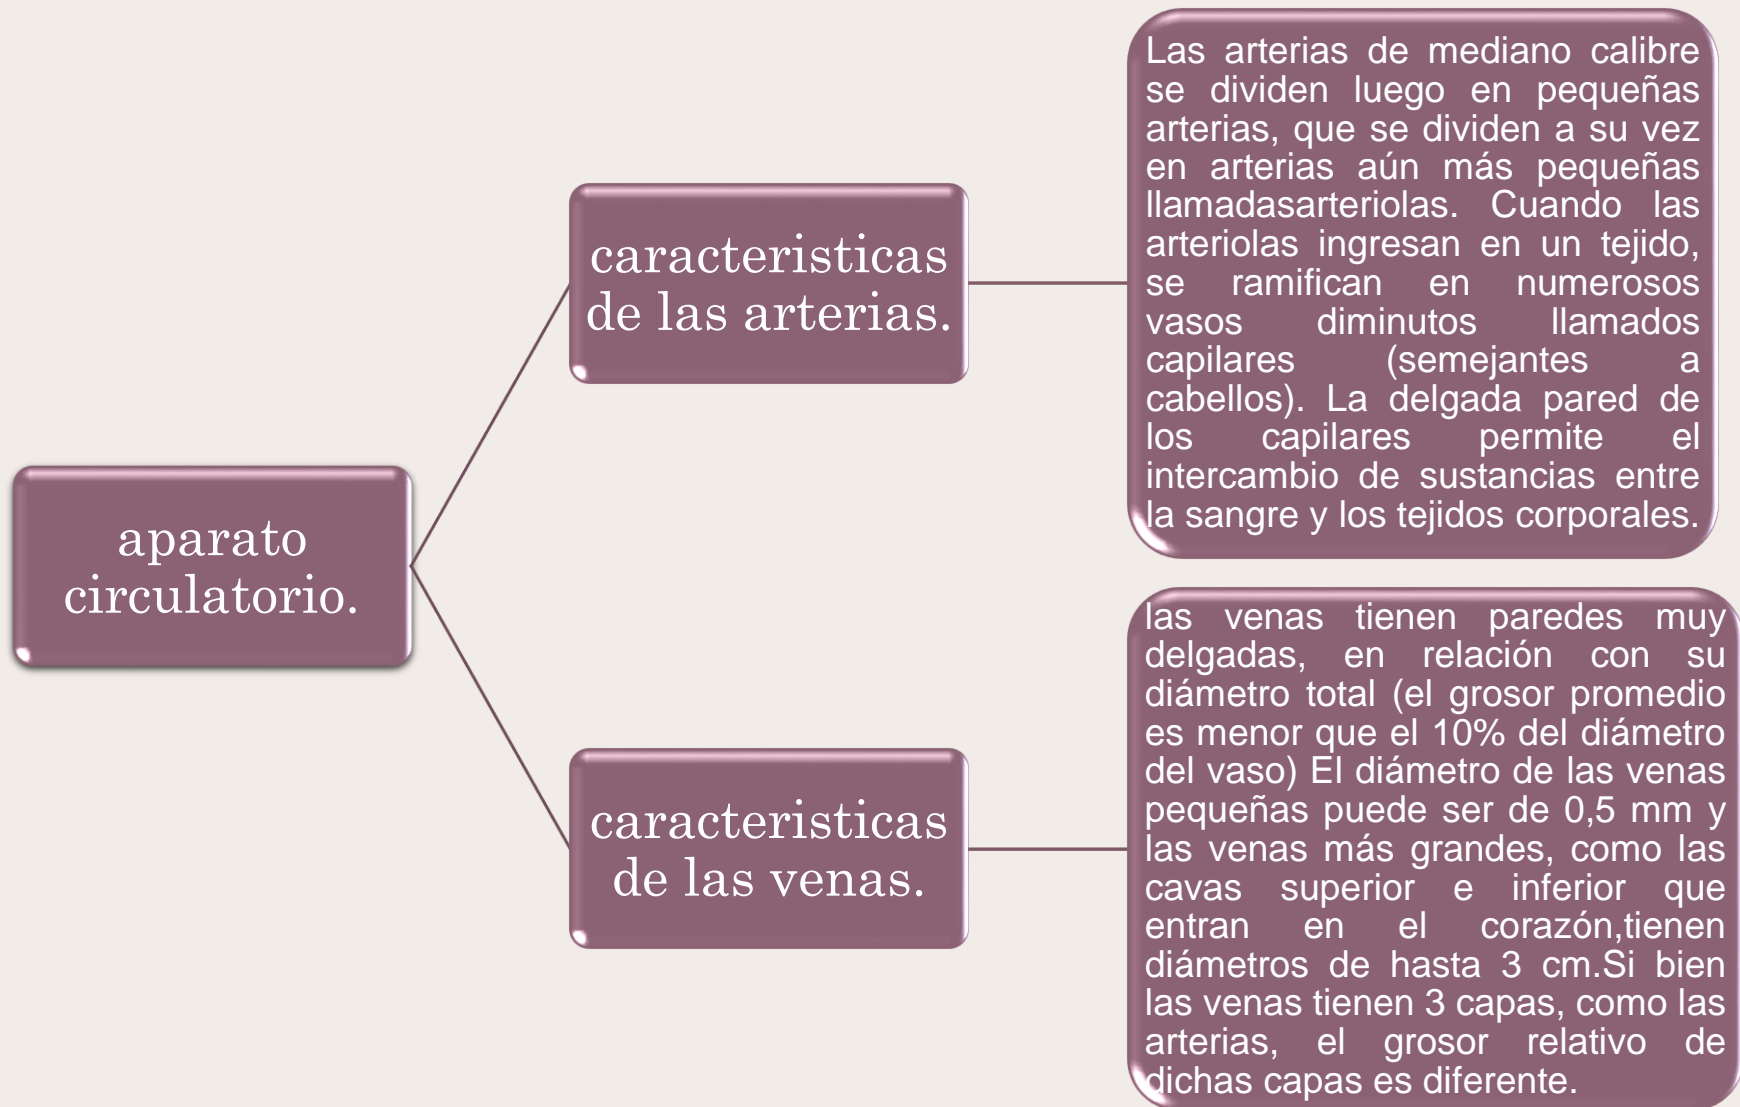 aparato
circulatorio.
caracteristicas
de las arterias.
Las arterias de mediano calibre
se dividen luego en pequeñas
arterias, que se dividen a su vez
en arterias aún más pequeñas
llamadasarteriolas. Cuando las
arteriolas ingresan en un tejido,
se ramifican en numerosos
vasos diminutos llamados
capilares (semejantes a
cabellos). La delgada pared de
los capilares permite el
intercambio de sustancias entre
la sangre y los tejidos corporales.
caracteristicas
de las venas.
las venas tienen paredes muy
delgadas, en relación con su
diámetro total (el grosor promedio
es menor que el 10% del diámetro
del vaso) El diámetro de las venas
pequeñas puede ser de 0,5 mm y
las venas más grandes, como las
cavas superior e inferior que
entran en el corazón,tienen
diámetros de hasta 3 cm.Si bien
las venas tienen 3 capas, como las
arterias, el grosor relativo de
dichas capas es diferente.